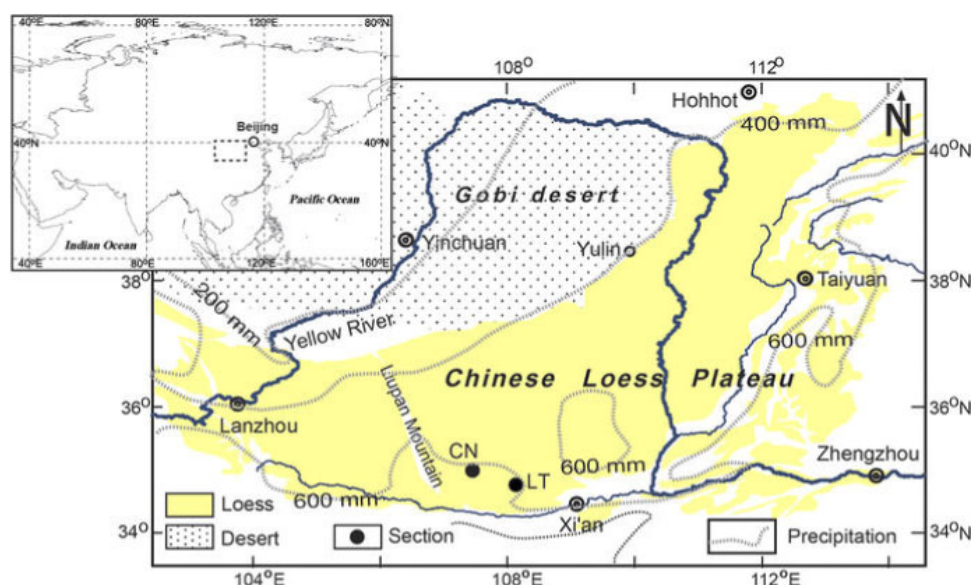 40°E 80°N 120°E 80°N
40°N
Beijing
40°N
Pacific Ocean
Indian Ocean
40°E 80°E 120°E 160°E
108° 112°
Hohhot
400 mm
N
40°N
Gobi desert
Yinchuan
Yulin
38° 38°N
Taiyuan
200 mm
Yellow River
600 mm
Chinese Loess Plateau
Liupan Mountain
36° 36°N
Lanzhou
CN
Zhengzhou
LT
600 mm
600 mm
Loess
Xi'an
34° 34°N
Desert
Section
Precipitation
104°E 108°E 112°E